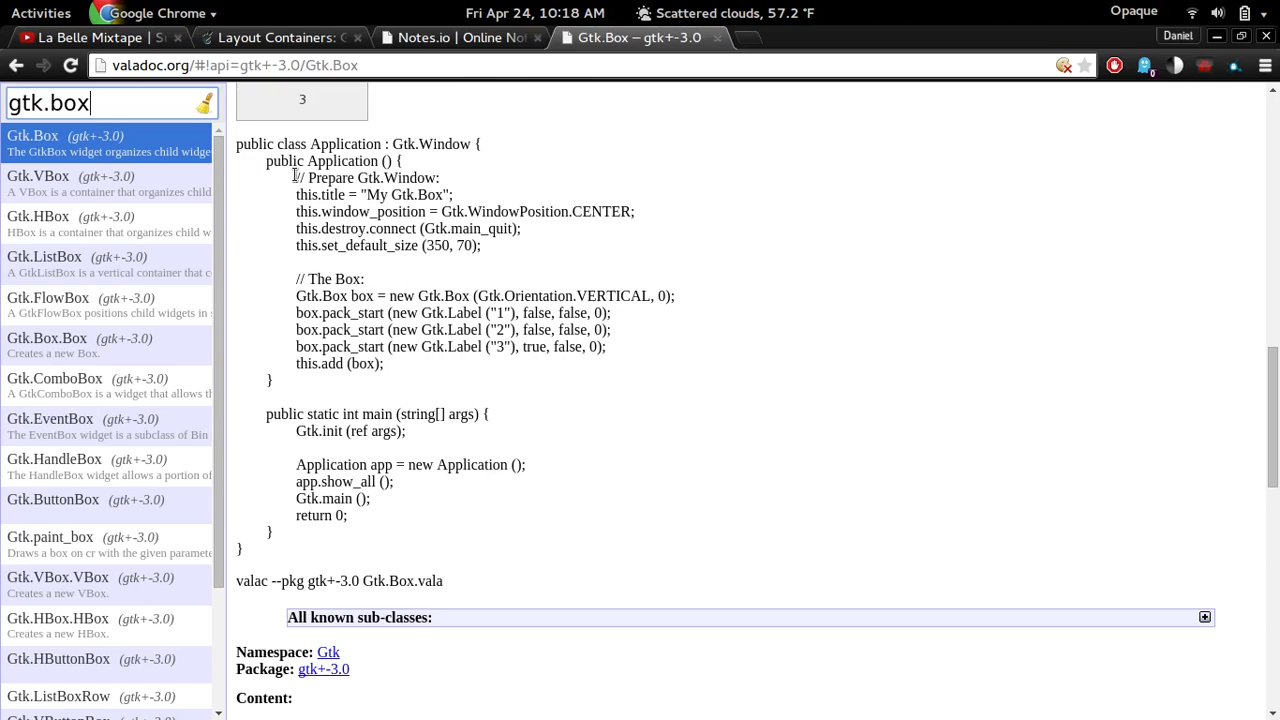 Activities
Google Chrome
Fri Apr 24, 10:18 AM
Scattered clouds, 57.2 °F
Opaque
La Belle Mixtape | S
Layout Containers: C
Notes.io | Online No
Gtk.Box – gtk+-3.0
Daniel
valadoc.org/#!api=gtk+-3.0/Gtk.Box
0
gtk.box
Gtk.Box (gtk+-3.0)
The GtkBox widget organizes child widge
Gtk.VBox (gtk+-3.0)
A VBox is a container that organizes child
Gtk.HBox (gtk+-3.0)
HBox is a container that organizes child w
Gtk.ListBox (gtk+-3.0)
A GtkListBox is a vertical container that c
Gtk.FlowBox (gtk+-3.0)
A GtkFlowBox positions child widgets in s
Gtk.Box.Box (gtk+-3.0)
Creates a new Box.
Gtk.ComboBox (gtk+-3.0)
A GtkComboBox is a widget that allows th
Gtk.EventBox (gtk+-3.0)
The EventBox widget is a subclass of Bin
Gtk.HandleBox (gtk+-3.0)
The HandleBox widget allows a portion of
Gtk.ButtonBox (gtk+-3.0)
Gtk.paint_box (gtk+-3.0)
Draws a box on cr with the given paramete
Gtk.VBox.VBox (gtk+-3.0)
Creates a new VBox.
Gtk.HBox.HBox (gtk+-3.0)
Creates a new HBox.
Gtk.HButtonBox (gtk+-3.0)
Gtk.ListBoxRow (gtk+-3.0)
Gtk.VButtonBox (gtk+-3.0)
3
public class Application : Gtk.Window {
public Application () {
// Prepare Gtk.Window:
this.title = "My Gtk.Box";
this.window_position = Gtk.WindowPosition.CENTER;
this.destroy.connect (Gtk.main_quit);
this.set_default_size (350, 70);
// The Box:
Gtk.Box box = new Gtk.Box (Gtk.Orientation.VERTICAL, 0);
box.pack_start (new Gtk.Label ("1"), false, false, 0);
box.pack_start (new Gtk.Label ("2"), false, false, 0);
box.pack_start (new Gtk.Label ("3"), true, false, 0);
this.add (box);
}
public static int main (string[] args) {
Gtk.init (ref args);
Application app = new Application ();
app.show_all ();
Gtk.main ();
return 0;
}
}
valac --pkg gtk+-3.0 Gtk.Box.vala
All known sub-classes:
Namespace: Gtk
Package: gtk+-3.0
Content: